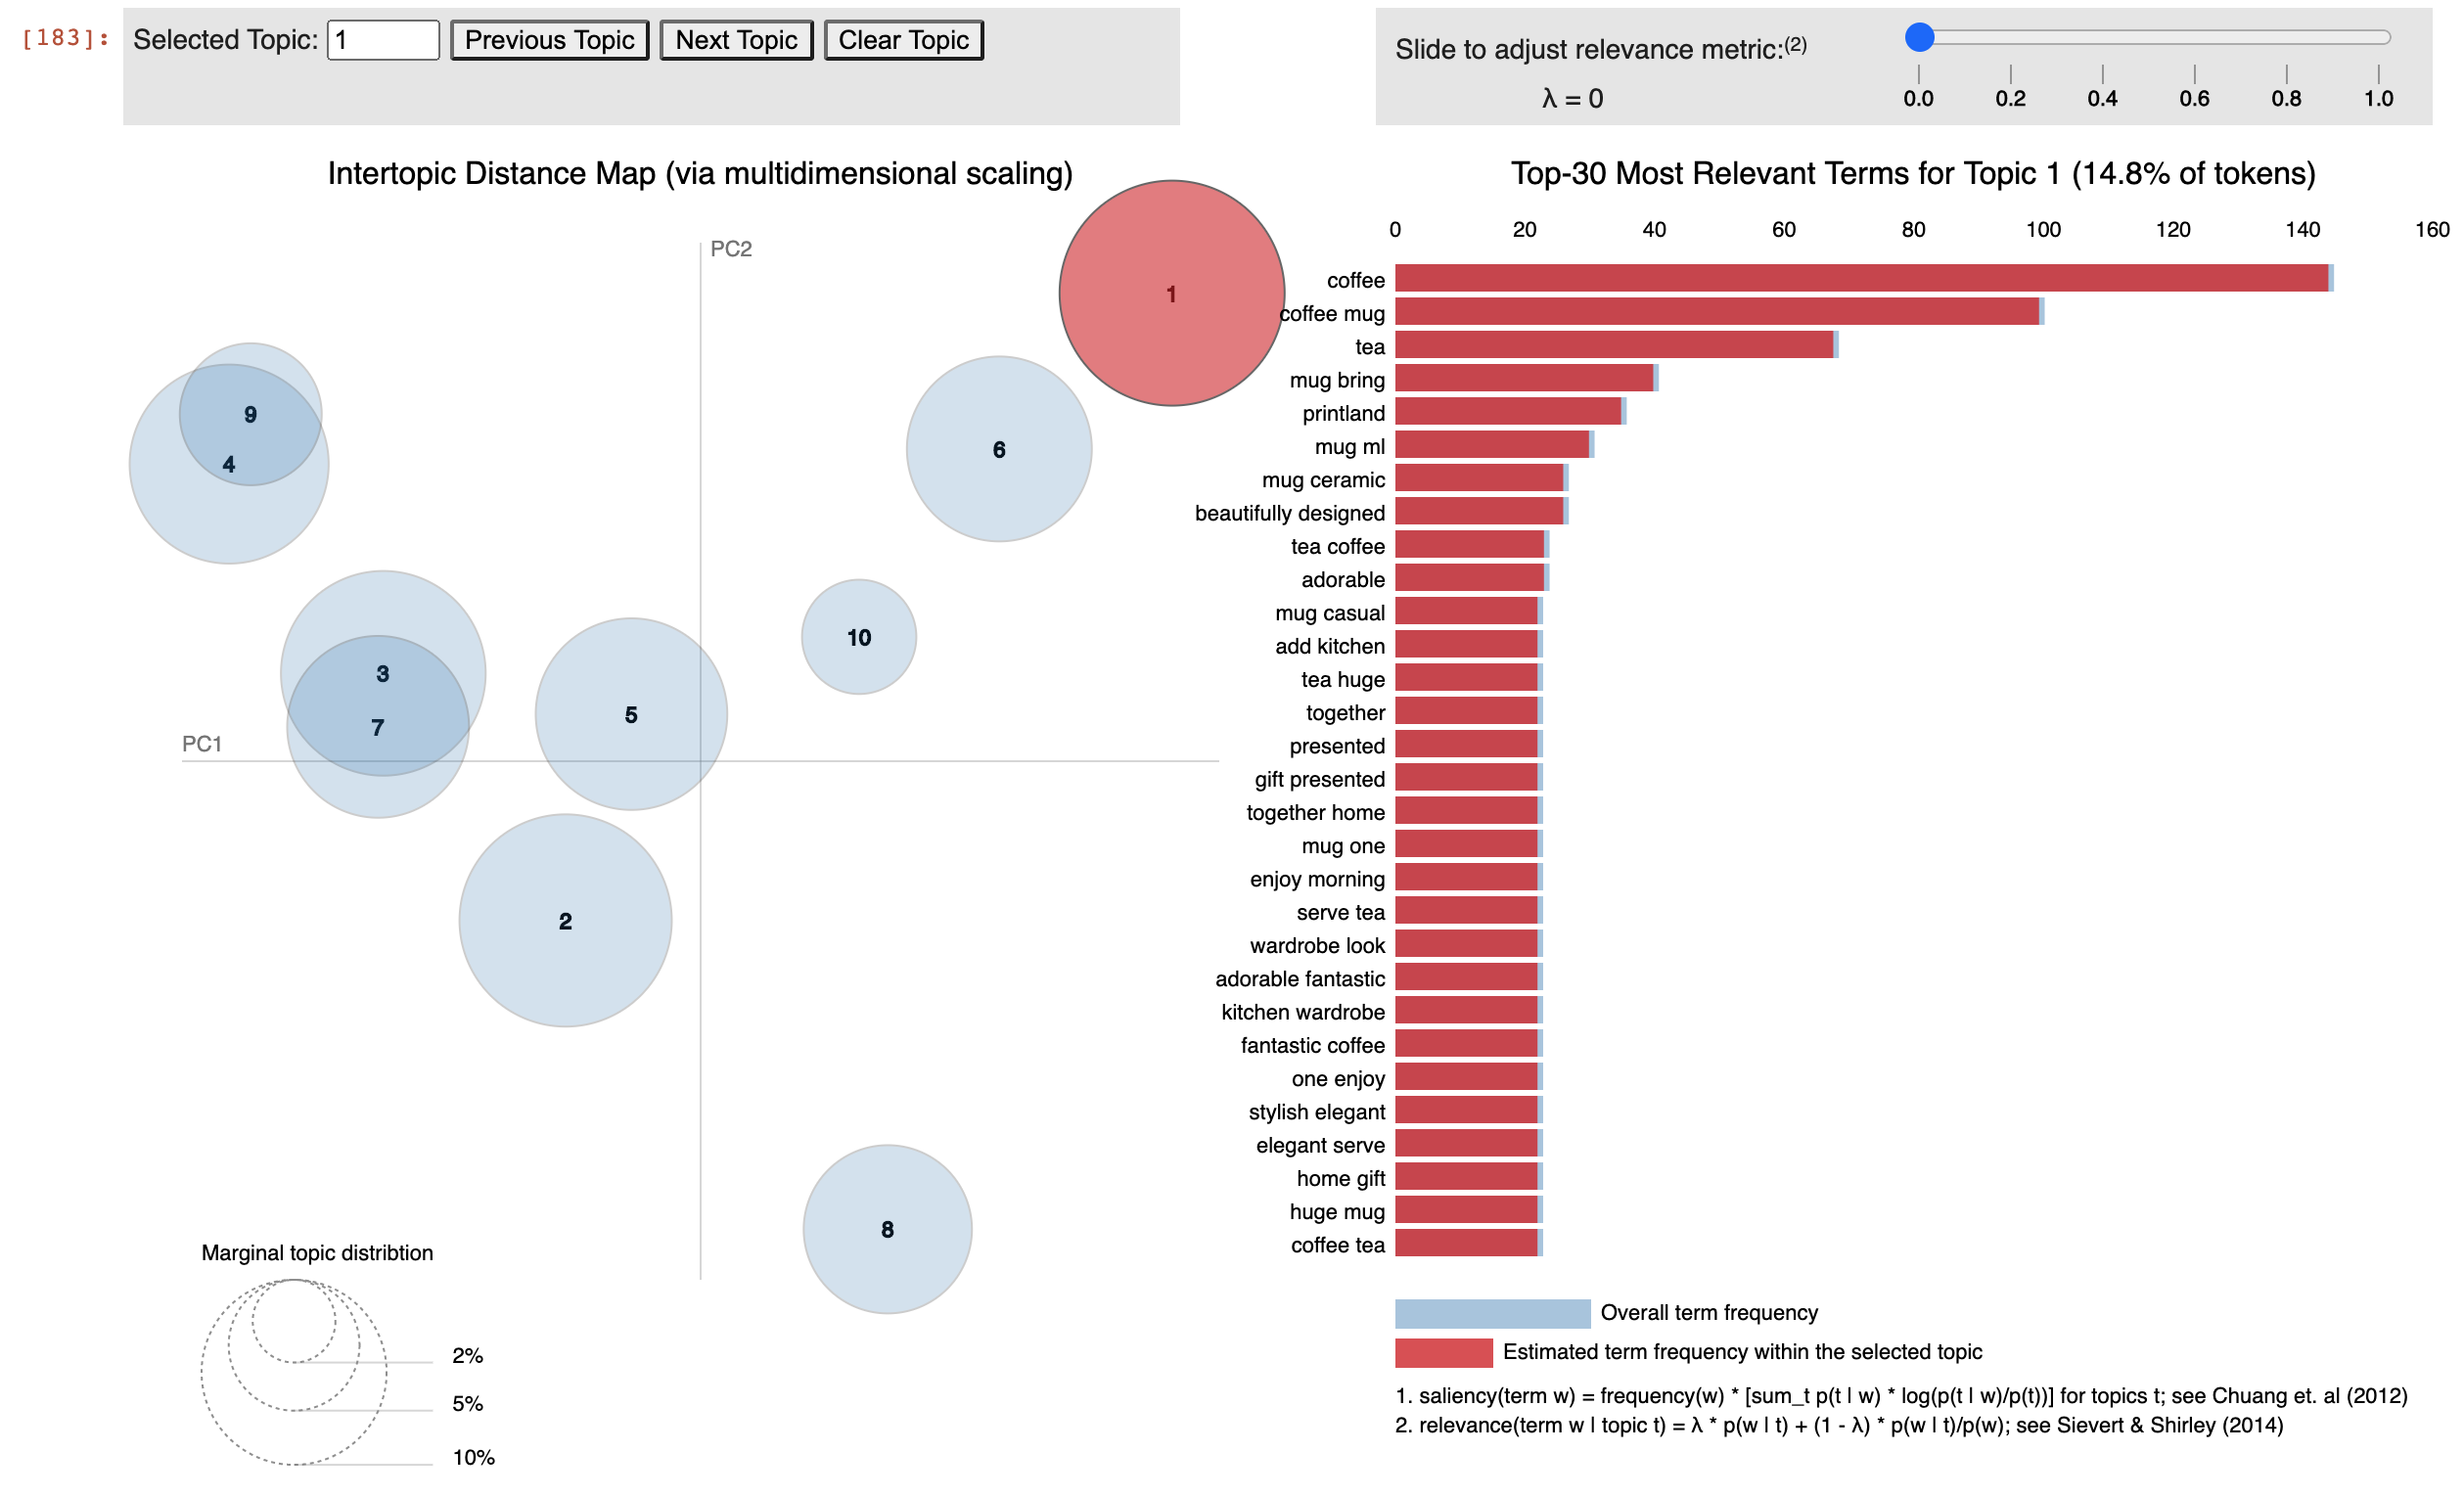 [183]:
Selected Topic: 1 Previous Topic Next Topic Clear Topic
Slide to adjust relevance metric:(2)
λ = 0
0.0 0.2 0.4 0.6 0.8 1.0
Intertopic Distance Map (via multidimensional scaling)
PC2
PC1
1
6
9
4
10
3
7
5
2
8
Marginal topic distribtion
2%
5%
10%
Top-30 Most Relevant Terms for Topic 1 (14.8% of tokens)
0 20 40 60 80 100 120 140 160
coffee
coffee mug
tea
mug bring
printland
mug ml
mug ceramic
beautifully designed
tea coffee
adorable
mug casual
add kitchen
tea huge
together
presented
gift presented
together home
mug one
enjoy morning
serve tea
wardrobe look
adorable fantastic
kitchen wardrobe
fantastic coffee
one enjoy
stylish elegant
elegant serve
home gift
huge mug
coffee tea
Overall term frequency
Estimated term frequency within the selected topic
1. saliency(term w) = frequency(w) * [sum_t p(t | w) * log(p(t | w)/p(t))] for topics t; see Chuang et. al (2012)
2. relevance(term w | topic t) = λ * p(w | t) + (1 - λ) * p(w | t)/p(w); see Sievert & Shirley (2014)